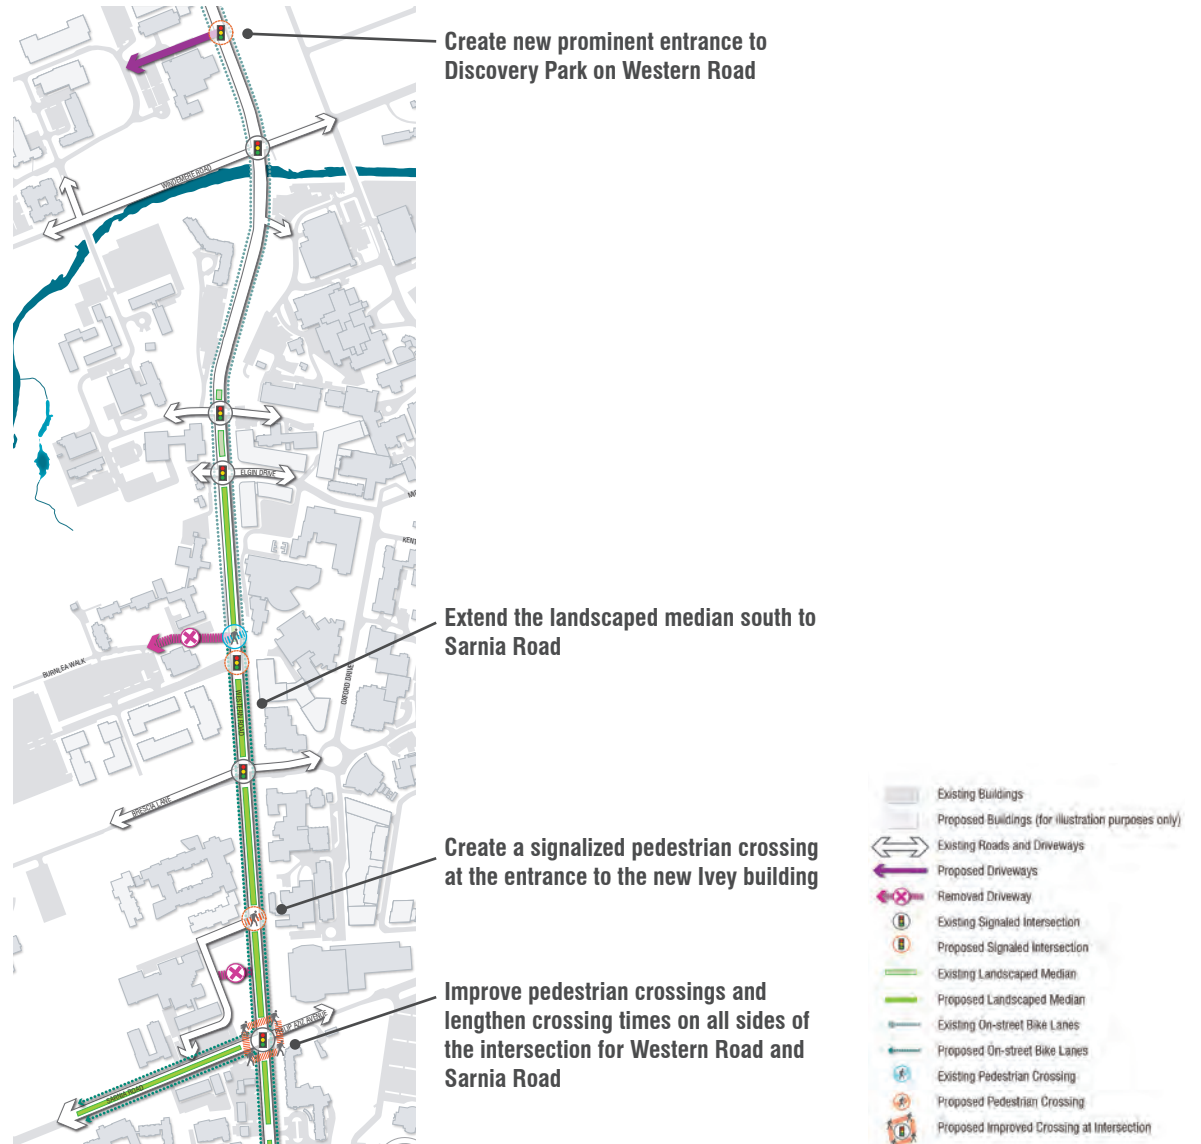 Create new prominent entrance to
Discovery Park on Western Road
WINDERMERE ROAD
ELGIN DRIVE
KENT
Extend the landscaped median south to
Sarnia Road
BURNLEA WALK
OXFORD DRIVE
WESTERN ROAD
BRESCIA LANE
Existing Buildings
Proposed Buildings (for illustration purposes only)
Create a signalized pedestrian crossing
at the entrance to the new Ivey building
Existing Roads and Driveways
Proposed Driveways
Removed Driveway
Existing Signaled Intersection
Proposed Signaled Intersection
Existing Landscaped Median
Improve pedestrian crossings and
lengthen crossing times on all sides of
the intersection for Western Road and
Sarnia Road
Proposed Landscaped Median
Existing On-street Bike Lanes
Proposed On-street Bike Lanes
Existing Pedestrian Crossing
SARNIA ROAD
Proposed Pedestrian Crossing
Proposed Improved Crossing at Intersection